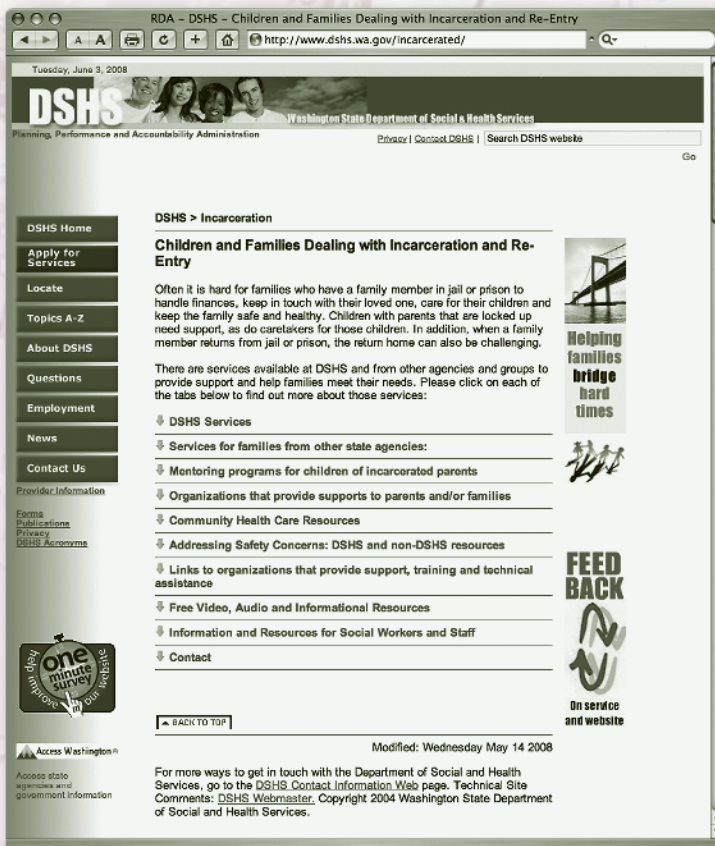 RDA - DSHS - Children and Families Dealing with Incarceration and Re-Entry
A A
http://www.dshs.wa.gov/incarcerated/
Tuesday, June 3, 2008
DSHS
Washington State Department of Social & Health Services
Planning, Performance and Accountability Administration
Privacy | Contact DSHS | Search DSHS website
Go
DSHS Home
Apply for
Services
Locate
Topics A-Z
About DSHS
Questions
Employment
News
Contact Us
Provider Information
Forms
Publications
Privacy
DSHS Acronyms
help improve our website
one
minute
survey
Access Washington
Access state
agencies and
government information
DSHS > Incarceration
Children and Families Dealing with Incarceration and Re-
Entry
Often it is hard for families who have a family member in jail or prison to
handle finances, keep in touch with their loved one, care for their children and
keep the family safe and healthy. Children with parents that are locked up
need support, as do caretakers for those children. In addition, when a family
member returns from jail or prison, the return home can also be challenging.
There are services available at DSHS and from other agencies and groups to
provide support and help families meet their needs. Please click on each of
the tabs below to find out more about those services:
DSHS Services
Services for families from other state agencies:
Mentoring programs for children of incarcerated parents
Organizations that provide supports to parents and/or families
Community Health Care Resources
Addressing Safety Concerns: DSHS and non-DSHS resources
Links to organizations that provide support, training and technical
assistance
Free Video, Audio and Informational Resources
Information and Resources for Social Workers and Staff
Contact
BACK TO TOP
Modified: Wednesday May 14 2008
For more ways to get in touch with the Department of Social and Health
Services, go to the DSHS Contact Information Web page. Technical Site
Comments: DSHS Webmaster. Copyright 2004 Washington State Department
of Social and Health Services.
Helping
families
bridge
hard
times
FEED
BACK
On service
and website